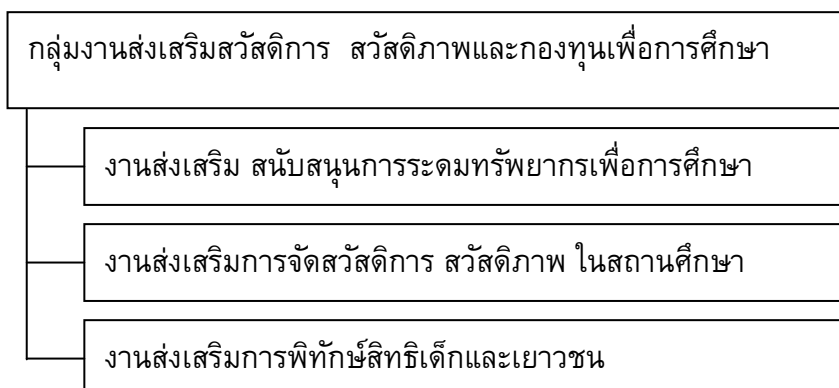 กลุ่มงานส่งเสริมสวัสดิการ สวัสดิภาพและกองทุนเพื่อการศึกษา
งานส่งเสริม สนับสนุนการระดมทรัพยากรเพื่อการศึกษา
งานส่งเสริมการจัดสวัสดิการ สวัสดิภาพ ในสถานศึกษา
งานส่งเสริมการพิทักษ์สิทธิเด็กและเยาวชน